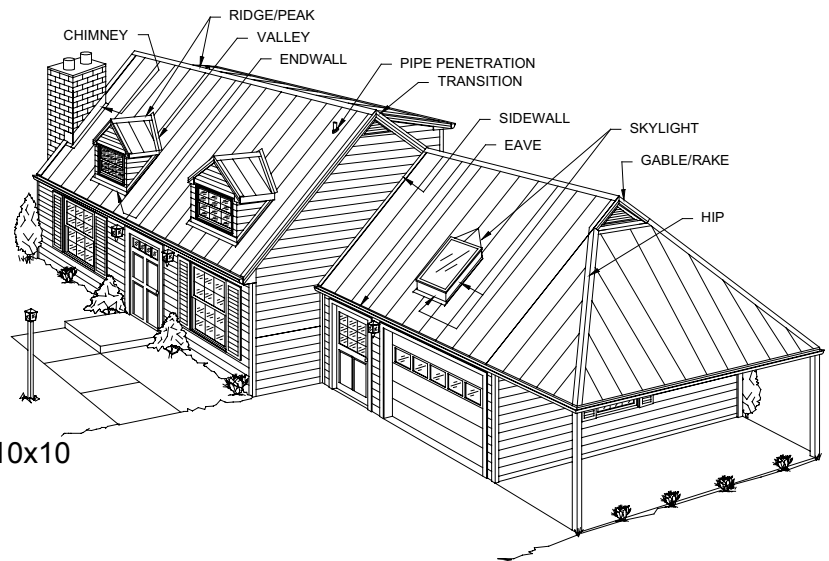 RIDGE/PEAK
CHIMNEY
VALLEY
ENDWALL
PIPE PENETRATION
TRANSITION
SIDEWALL
SKYLIGHT
EAVE
GABLE/RAKE
HIP
10x10